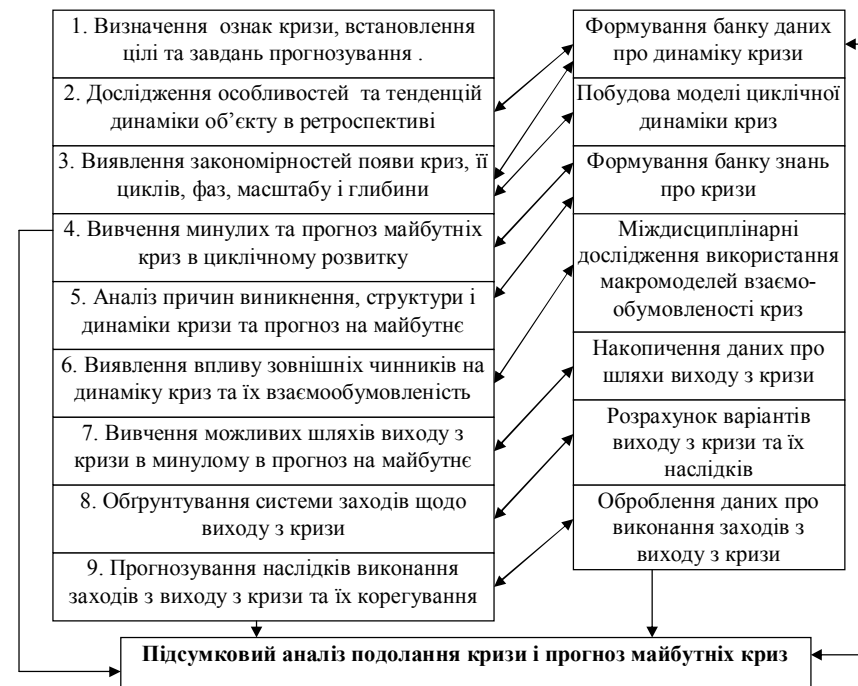 1. Визначення ознак кризи, встановлення
цілі та завдань прогнозування .
2. Дослідження особливостей та тенденцій
динаміки об’єкту в ретроспективі
3. Виявлення закономірностей появи криз, її
циклів, фаз, масштабу і глибини
4. Вивчення минулих та прогноз майбутніх
криз в циклічному розвитку
5. Аналіз причин виникнення, структури і
динаміки кризи та прогноз на майбутнє
6. Виявлення впливу зовнішніх чинників на
динаміку криз та їх взаємообумовленість
7. Вивчення можливих шляхів виходу з
кризи в минулому в прогноз на майбутнє
8. Обґрунтування системи заходів щодо
виходу з кризи
9. Прогнозування наслідків виконання
заходів з виходу з кризи та їх корегування
Формування банку даних
про динаміку кризи
Побудова моделі циклічної
динаміки криз
Формування банку знань
про кризи
Міждисциплінарні
дослідження використання
макромоделей взаємо-
обумовленості криз
Накопичення даних про
шляхи виходу з кризи
Розрахунок варіантів
виходу з кризи та їх
наслідків
Оброблення даних про
виконання заходів з
виходу з кризи
Підсумковий аналіз подолання кризи і прогноз майбутніх криз